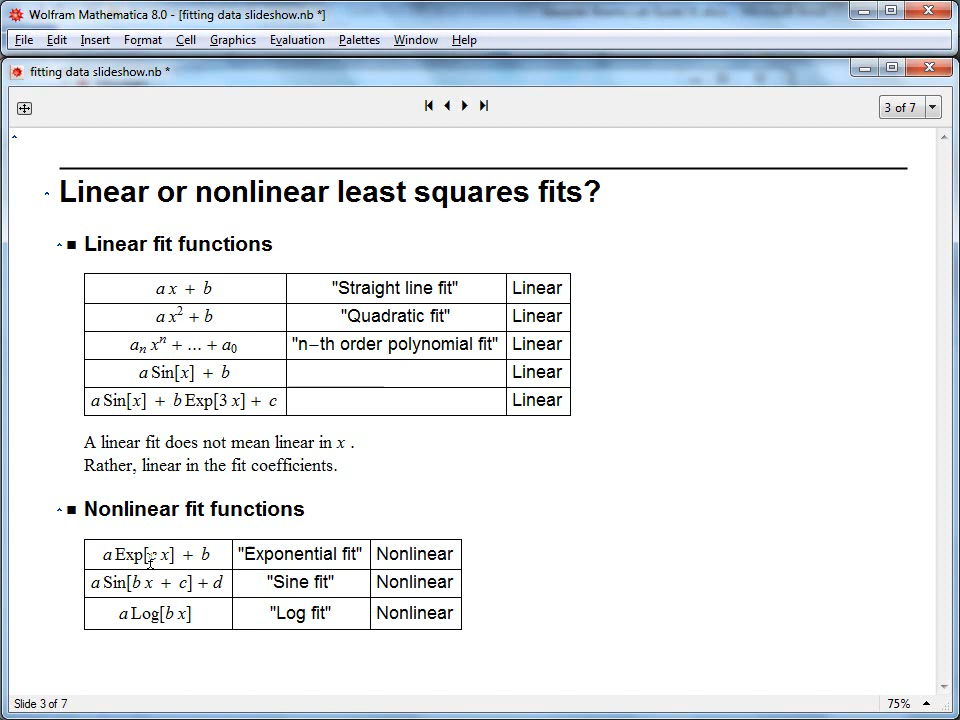 Wolfram Mathematica 8.0 - [fitting data slideshow.nb *]
File Edit Insert Format Cell Graphics Evaluation Palettes Window Help
fitting data slideshow.nb *
3 of 7
Linear or nonlinear least squares fits?
Linear fit functions
a x + b "Straight line fit" Linear
a x² + b "Quadratic fit" Linear
aₙ xⁿ + ... + a₀ "n–th order polynomial fit" Linear
a Sin[x] + b Linear
a Sin[x] + b Exp[3 x] + c Linear
A linear fit does not mean linear in x .
Rather, linear in the fit coefficients.
Nonlinear fit functions
a Exp[c x] + b "Exponential fit" Nonlinear
a Sin[b x + c] + d "Sine fit" Nonlinear
a Log[b x] "Log fit" Nonlinear
Slide 3 of 7 75%